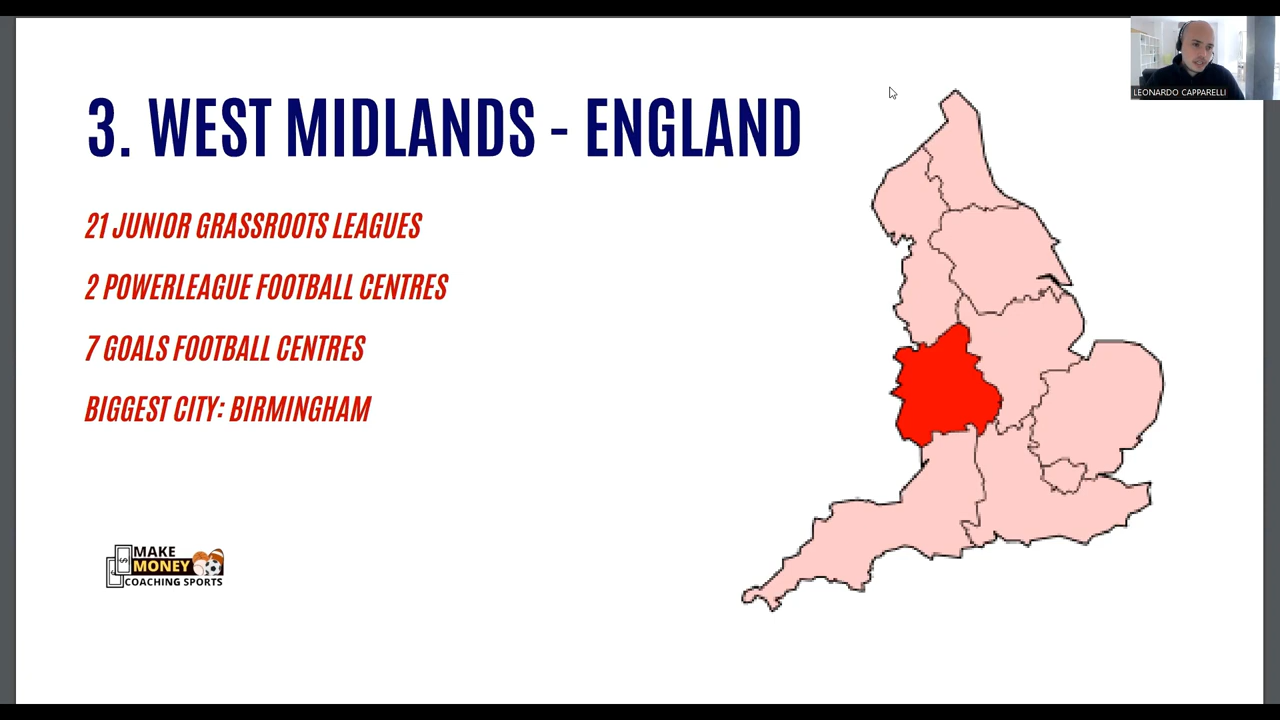 LEONARDO CAPPARELLI
3. WEST MIDLANDS - ENGLAND
21 JUNIOR GRASSROOTS LEAGUES
2 POWERLEAGUE FOOTBALL CENTRES
7 GOALS FOOTBALL CENTRES
BIGGEST CITY: BIRMINGHAM
MAKE
MONEY
COACHING SPORTS